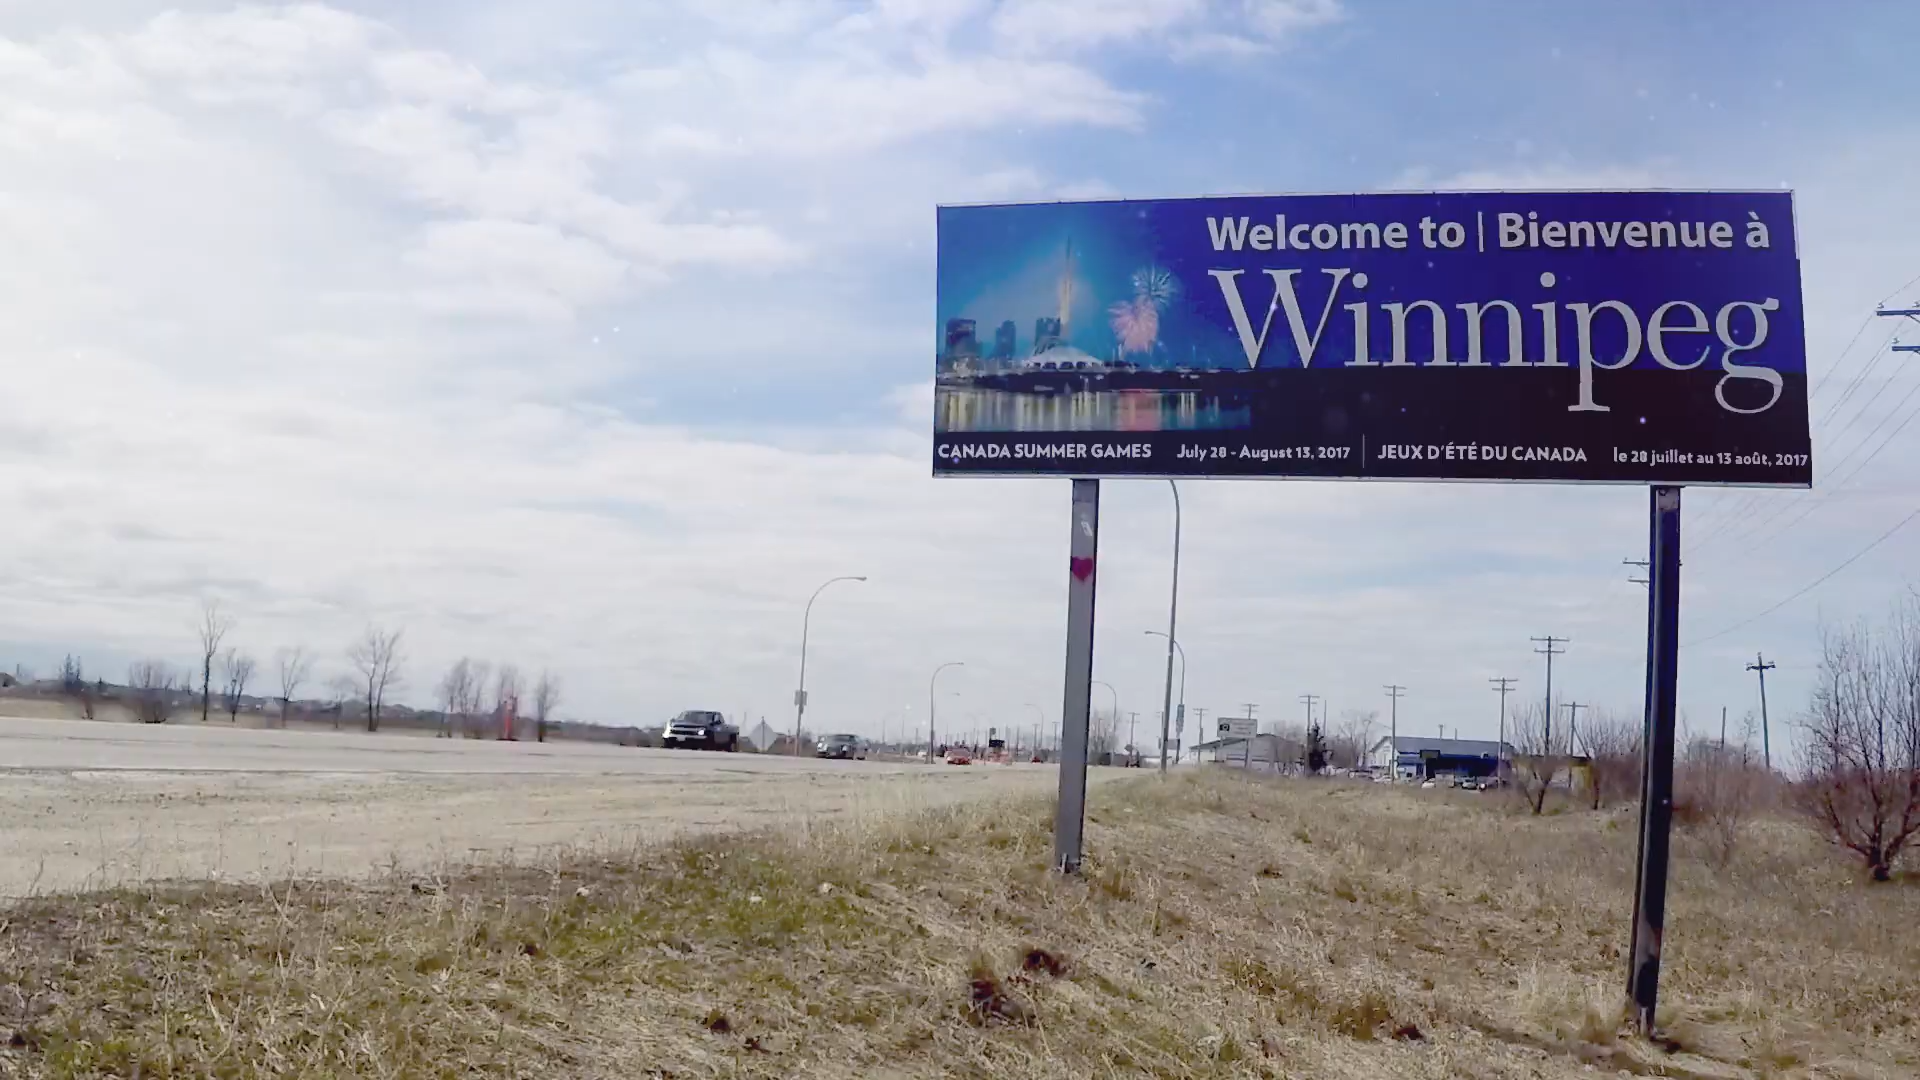 Welcome to | Bienvenue à
Winnipeg
CANADA SUMMER GAMES July 28 - August 13, 2017 | JEUX D'ÉTÉ DU CANADA le 28 juillet au 13 août, 2017